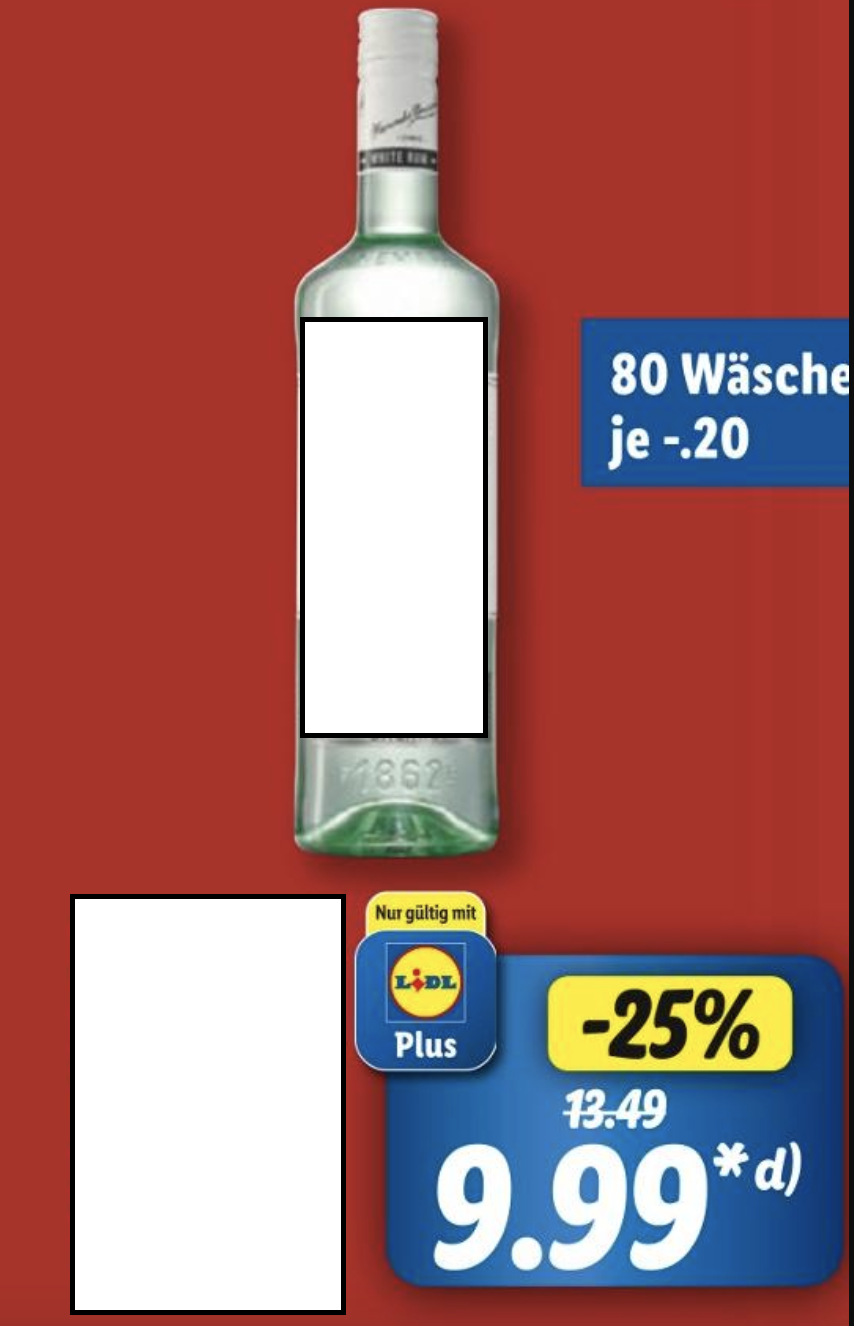 WHITE RUM
80 Wäsche
je -.20
1862
Nur gültig mit
LIDL
Plus
-25%
13.49
9.99* d)